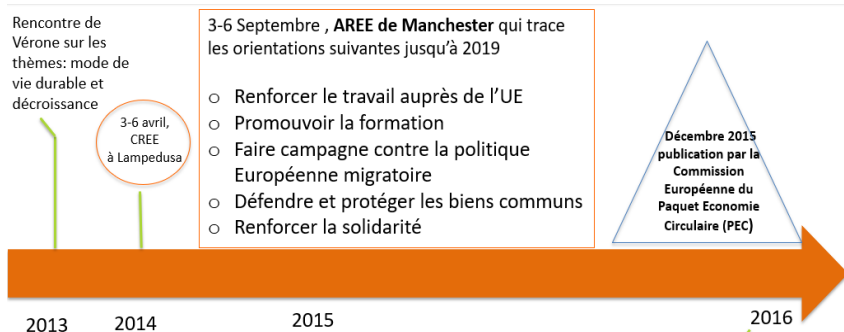 Rencontre de
Vérone sur les
thèmes: mode de
vie durable et
décroissance
3-6 avril,
CREE
à Lampedusa
3-6 Septembre , AREE de Manchester qui trace
les orientations suivantes jusqu'à 2019
o Renforcer le travail auprès de l'UE
o Promouvoir la formation
o Faire campagne contre la politique
Européenne migratoire
o Défendre et protéger les biens communs
o Renforcer la solidarité
Décembre 2015
publication par la
Commission
Européenne du
Paquet Economie
Circulaire (PEC)
2013
2014
2015
2016